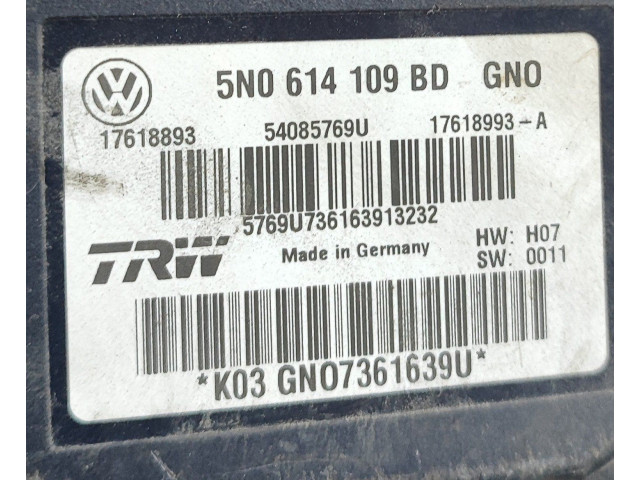 5N0 614 109 BD GNO
17618893 54085769U 17618993-A
5769U736163913232
TRW Made in Germany HW: H07
SW: 0011
*K03 GNO7361639U*